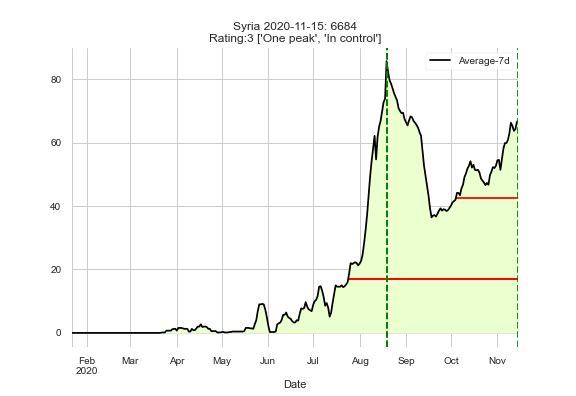 Syria 2020-11-15: 6684
Rating:3 ['One peak', 'In control']
Average-7d
80
60
40
20
0
Feb Mar Apr May Jun Jul Aug Sep Oct Nov
2020
Date